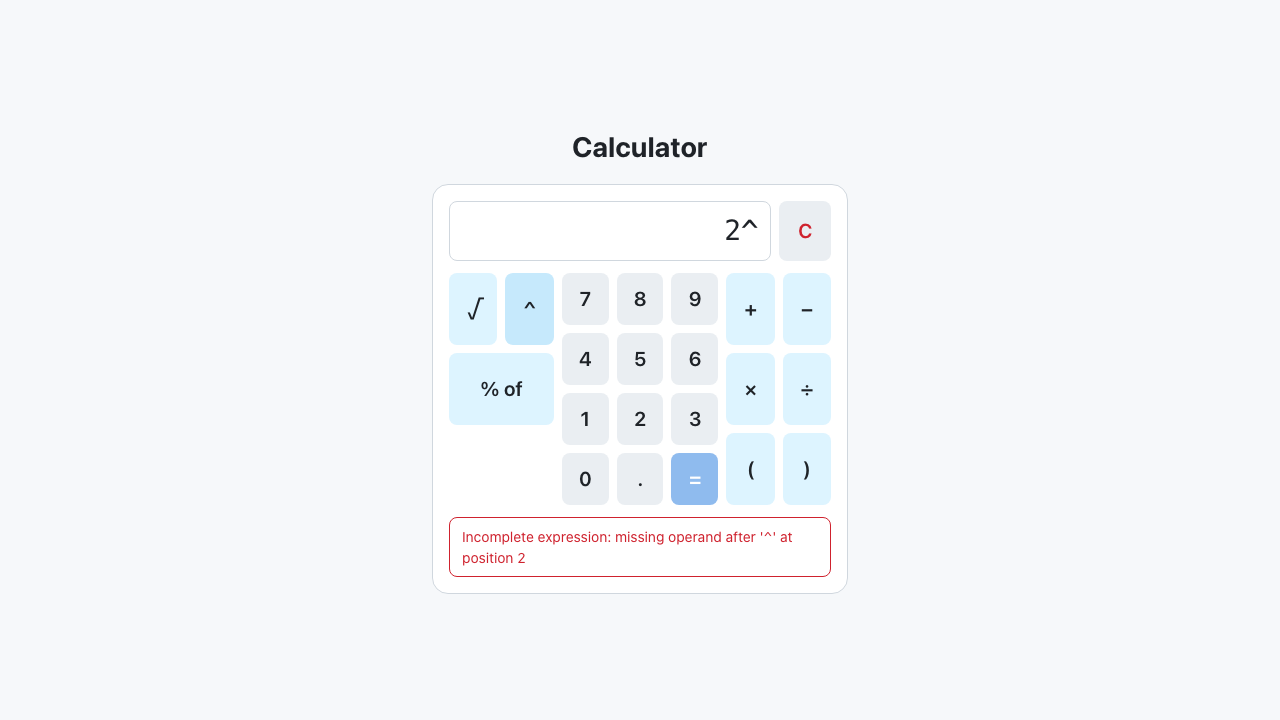 Calculator
2^
C
√ ^ 7 8 9 + −
4 5 6
% of × ÷
1 2 3
( )
0 . =
Incomplete expression: missing operand after '^' at
position 2